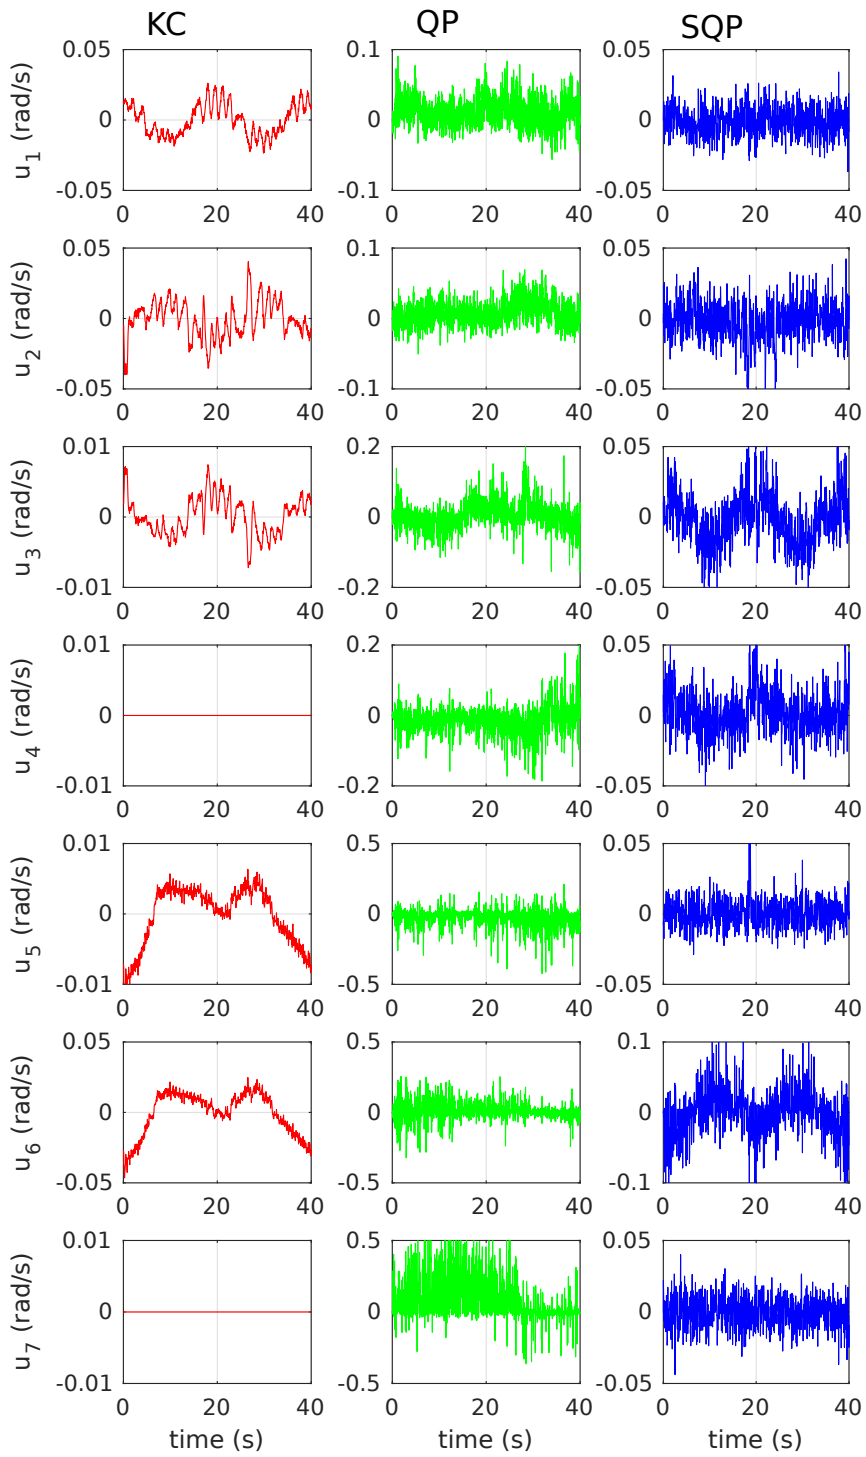 KC QP SQP
0.05 0.1 0.05
u1 (rad/s) 0 0 0
-0.05 -0.1 -0.05
0 20 40 0 20 40 0 20 40
0.05 0.1 0.05
u2 (rad/s) 0 0 0
-0.05 -0.1 -0.05
0 20 40 0 20 40 0 20 40
0.01 0.2 0.05
u3 (rad/s) 0 0 0
-0.01 -0.2 -0.05
0 20 40 0 20 40 0 20 40
0.01 0.2 0.05
u4 (rad/s) 0 0 0
-0.01 -0.2 -0.05
0 20 40 0 20 40 0 20 40
0.01 0.5 0.05
u5 (rad/s) 0 0 0
-0.01 -0.5 -0.05
0 20 40 0 20 40 0 20 40
0.05 0.5 0.1
u6 (rad/s) 0 0 0
-0.05 -0.5 -0.1
0 20 40 0 20 40 0 20 40
0.01 0.5 0.05
u7 (rad/s) 0 0 0
-0.01 -0.5 -0.05
0 20 40 0 20 40 0 20 40
time (s) time (s) time (s)